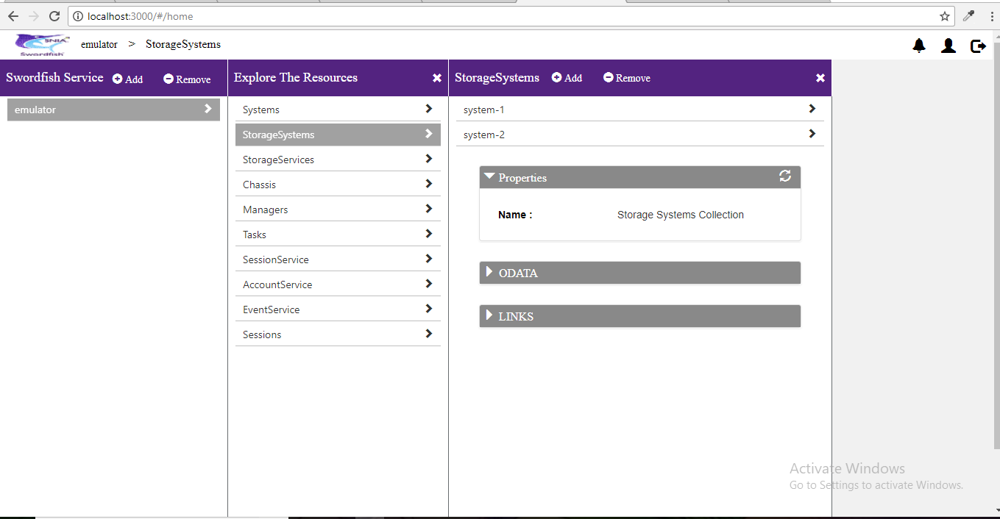 localhost:3000/#/home
SNIA
Swordfish
emulator > StorageSystems
Swordfish Service Add Remove
emulator
Explore The Resources
Systems
StorageSystems
StorageServices
Chassis
Managers
Tasks
SessionService
AccountService
EventService
Sessions
StorageSystems Add Remove
system-1
system-2
Properties
Name : Storage Systems Collection
ODATA
LINKS
Activate Windows
Go to Settings to activate Windows.